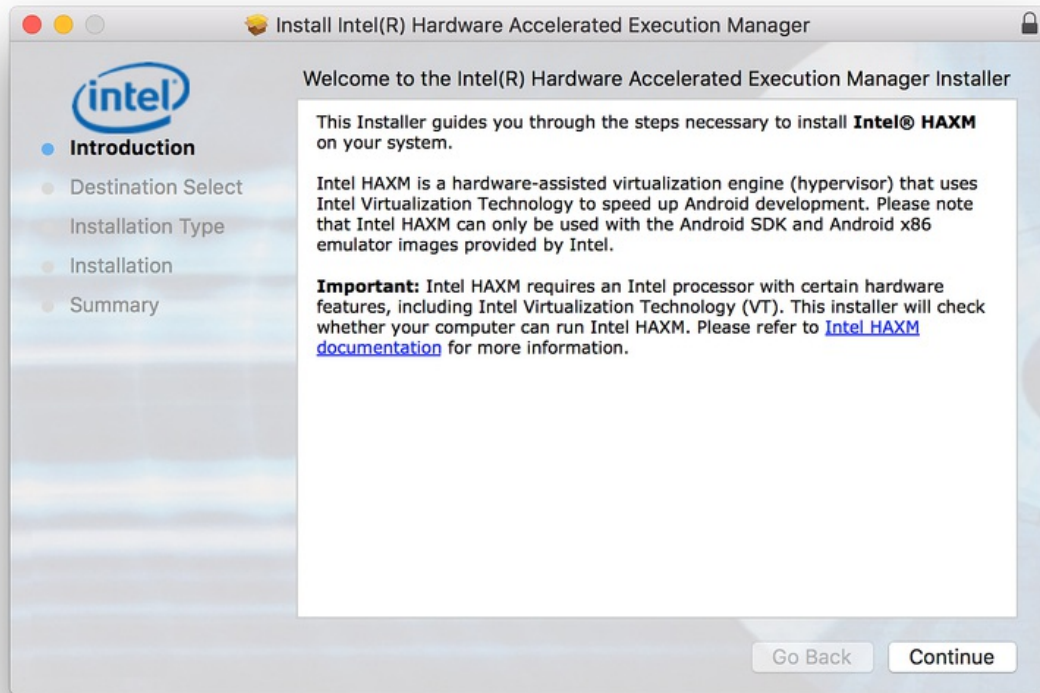 Install Intel(R) Hardware Accelerated Execution Manager
intel
Welcome to the Intel(R) Hardware Accelerated Execution Manager Installer
Introduction
Destination Select
Installation Type
Installation
Summary
This Installer guides you through the steps necessary to install Intel® HAXM
on your system.
Intel HAXM is a hardware-assisted virtualization engine (hypervisor) that uses
Intel Virtualization Technology to speed up Android development. Please note
that Intel HAXM can only be used with the Android SDK and Android x86
emulator images provided by Intel.
Important: Intel HAXM requires an Intel processor with certain hardware
features, including Intel Virtualization Technology (VT). This installer will check
whether your computer can run Intel HAXM. Please refer to Intel HAXM
documentation for more information.
Go Back
Continue